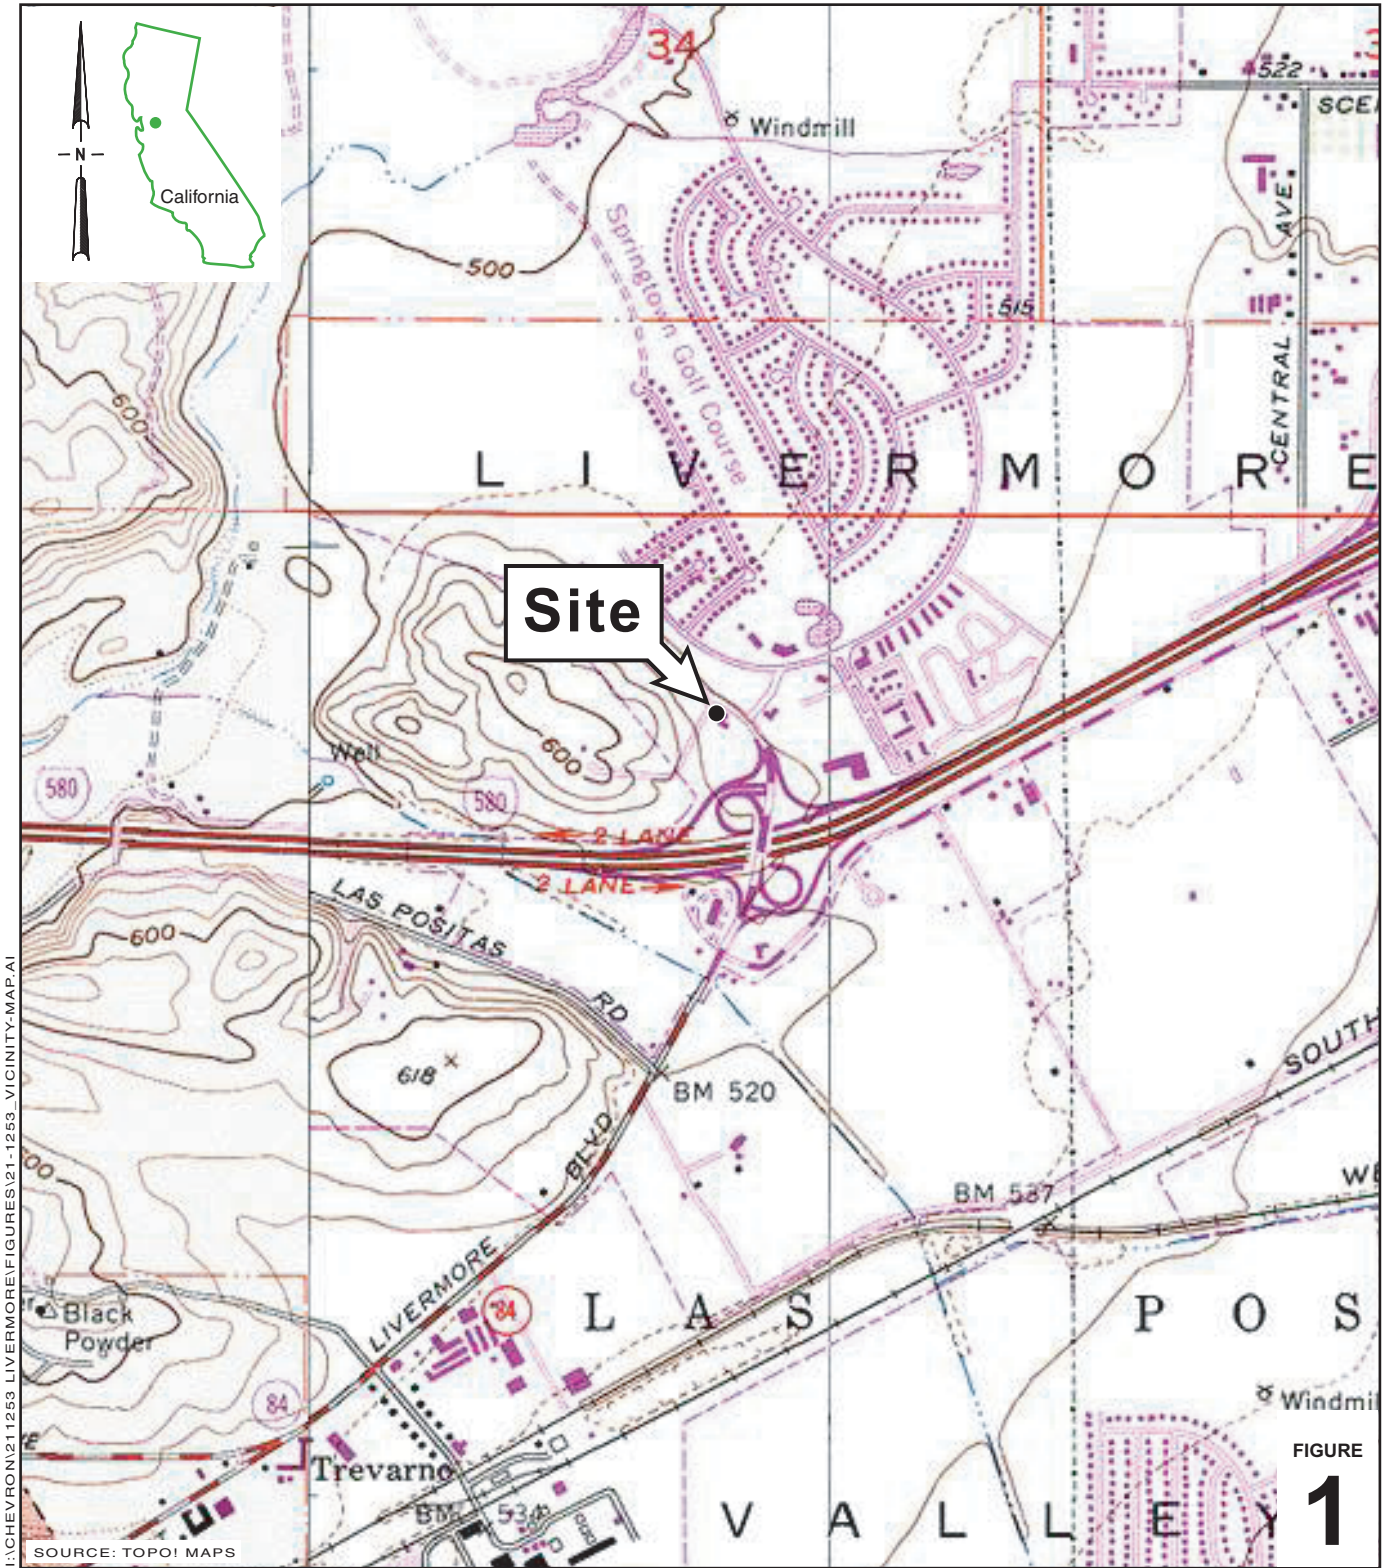 34
522
SCE
Windmill
N
California
AVE
500
Springtown Golf Course
515
CENTRAL
600
L I V E R M O R E
Site
600
Well
580
580
2 LANE
2 LANE
LAS POSITAS
RD
600
618
SOUTH
BM 520
BLVD
BM 537
WE
LIVERMORE
84
L A S
P O S
Black
Powder
84
Windmil
FIGURE
1
Trevarno
BM 534
V A L L E Y
SOURCE: TOPO! MAPS
I:\CHEVRON\211253 LIVERMORE\FIGURES\21-1253_VICINITY-MAP.AI